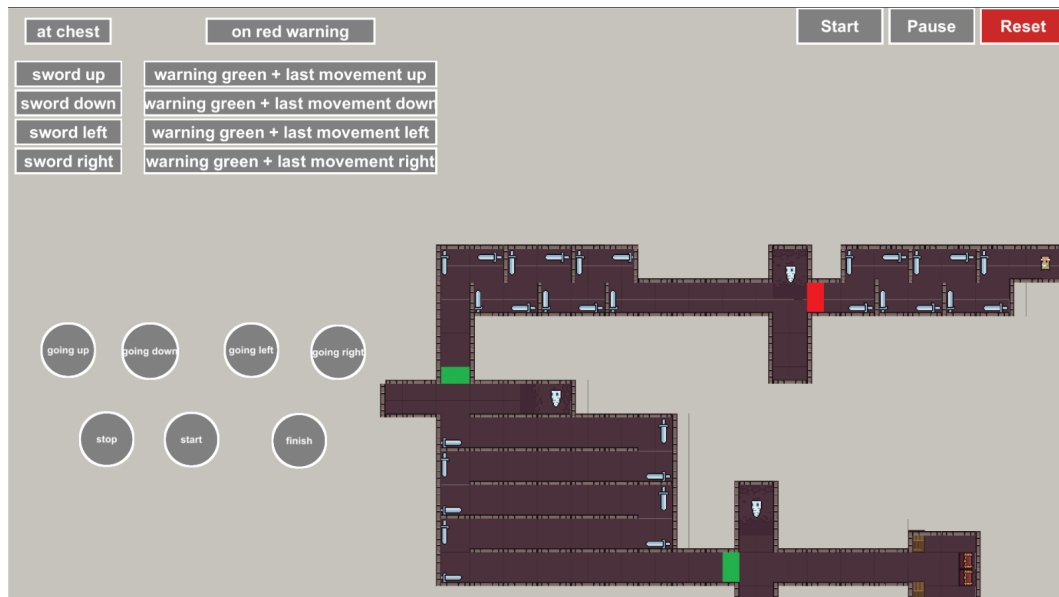 at chest
on red warning
Start
Pause
Reset
sword up
warning green + last movement up
sword down
warning green + last movement down
sword left
warning green + last movement left
sword right
warning green + last movement right
going up
going down
going left
going right
stop
start
finish